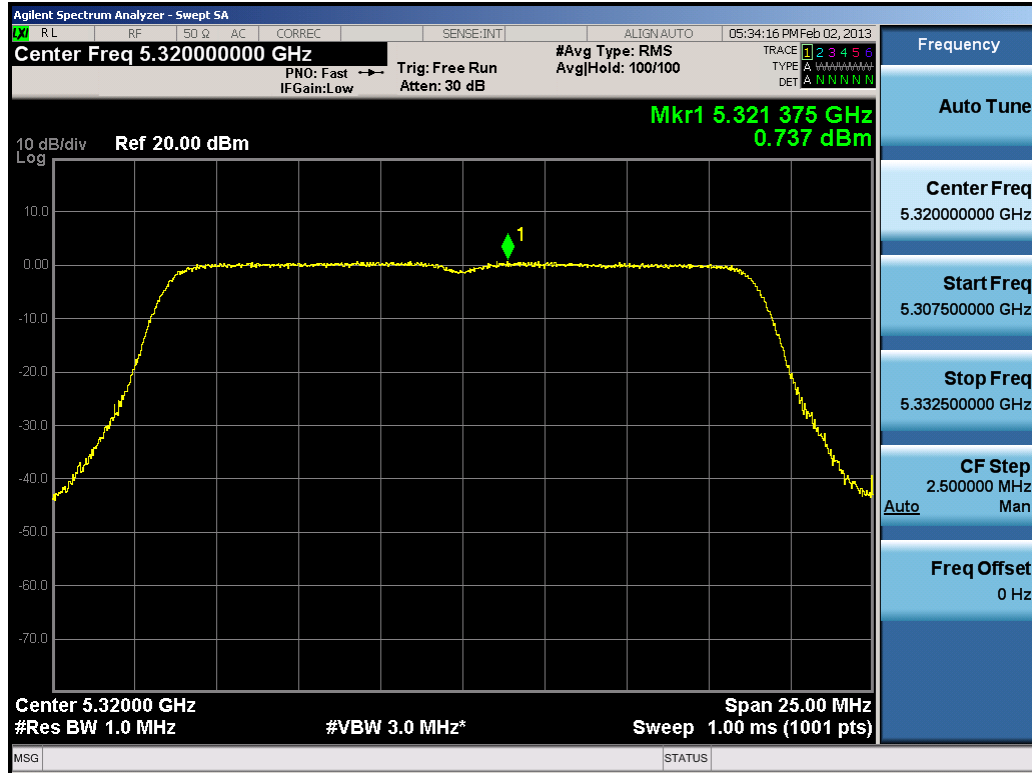 Agilent Spectrum Analyzer - Swept SA
LXI RL RF 50 Ω AC CORREC SENSE:INT ALIGN AUTO 05:34:16 PM Feb 02, 2013
Center Freq 5.320000000 GHz
PNO: Fast
IFGain:Low
Trig: Free Run
Atten: 30 dB
#Avg Type: RMS
Avg|Hold: 100/100
TRACE 1 2 3 4 5 6
TYPE A WWWWW
DET A N N N N N
Mkr1 5.321 375 GHz
0.737 dBm
10 dB/div
Log
Ref 20.00 dBm
10.0
0.00
-10.0
-20.0
-30.0
-40.0
-50.0
-60.0
-70.0
1
Center 5.32000 GHz
Span 25.00 MHz
#Res BW 1.0 MHz
#VBW 3.0 MHz*
Sweep 1.00 ms (1001 pts)
MSG
STATUS
Frequency
Auto Tune
Center Freq
5.320000000 GHz
Start Freq
5.307500000 GHz
Stop Freq
5.332500000 GHz
CF Step
2.500000 MHz
Auto Man
Freq Offset
0 Hz